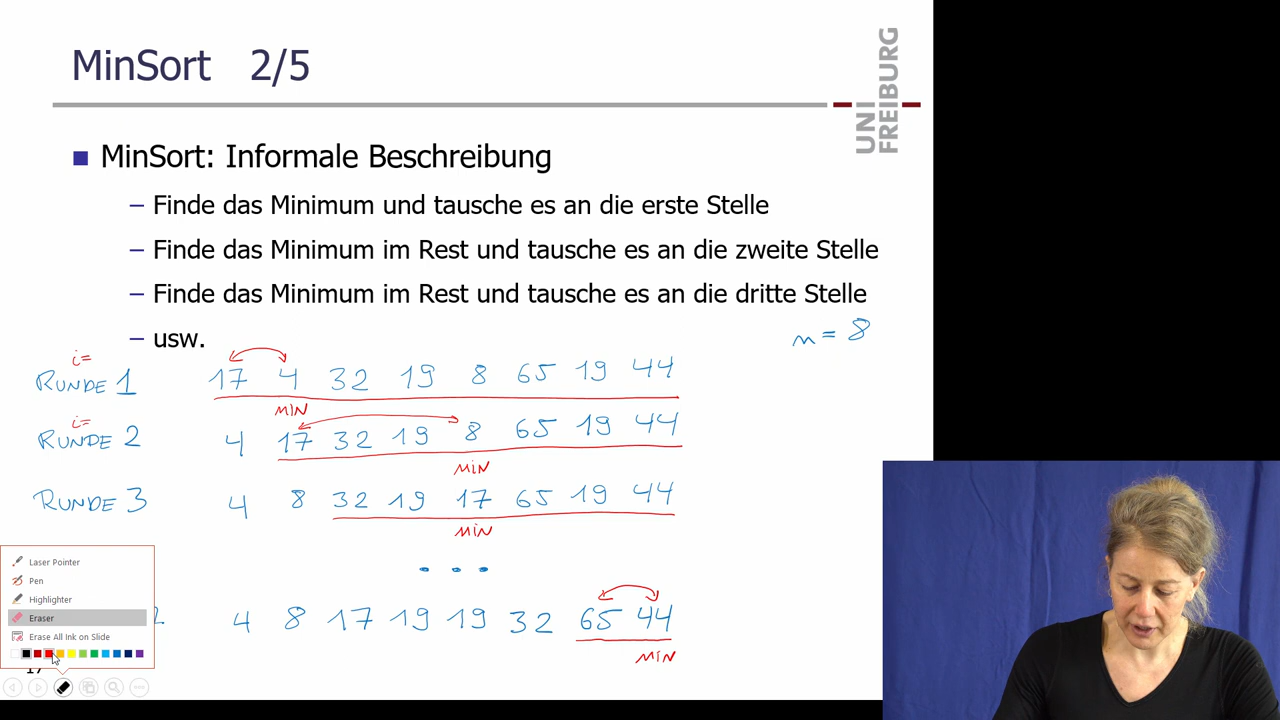 MinSort 2/5
UNI
FREIBURG
MinSort: Informale Beschreibung
– Finde das Minimum und tausche es an die erste Stelle
– Finde das Minimum im Rest und tausche es an die zweite Stelle
– Finde das Minimum im Rest und tausche es an die dritte Stelle
– usw.
n = 8
i=
RUNDE 1 17 4 32 19 8 65 19 44
MIN
i=
RUNDE 2 4 17 32 19 8 65 19 44
MIN
RUNDE 3 4 8 32 19 17 65 19 44
MIN
...
4 8 17 19 19 32 65 44
MIN
Laser Pointer
Pen
Highlighter
Eraser
Erase All Ink on Slide